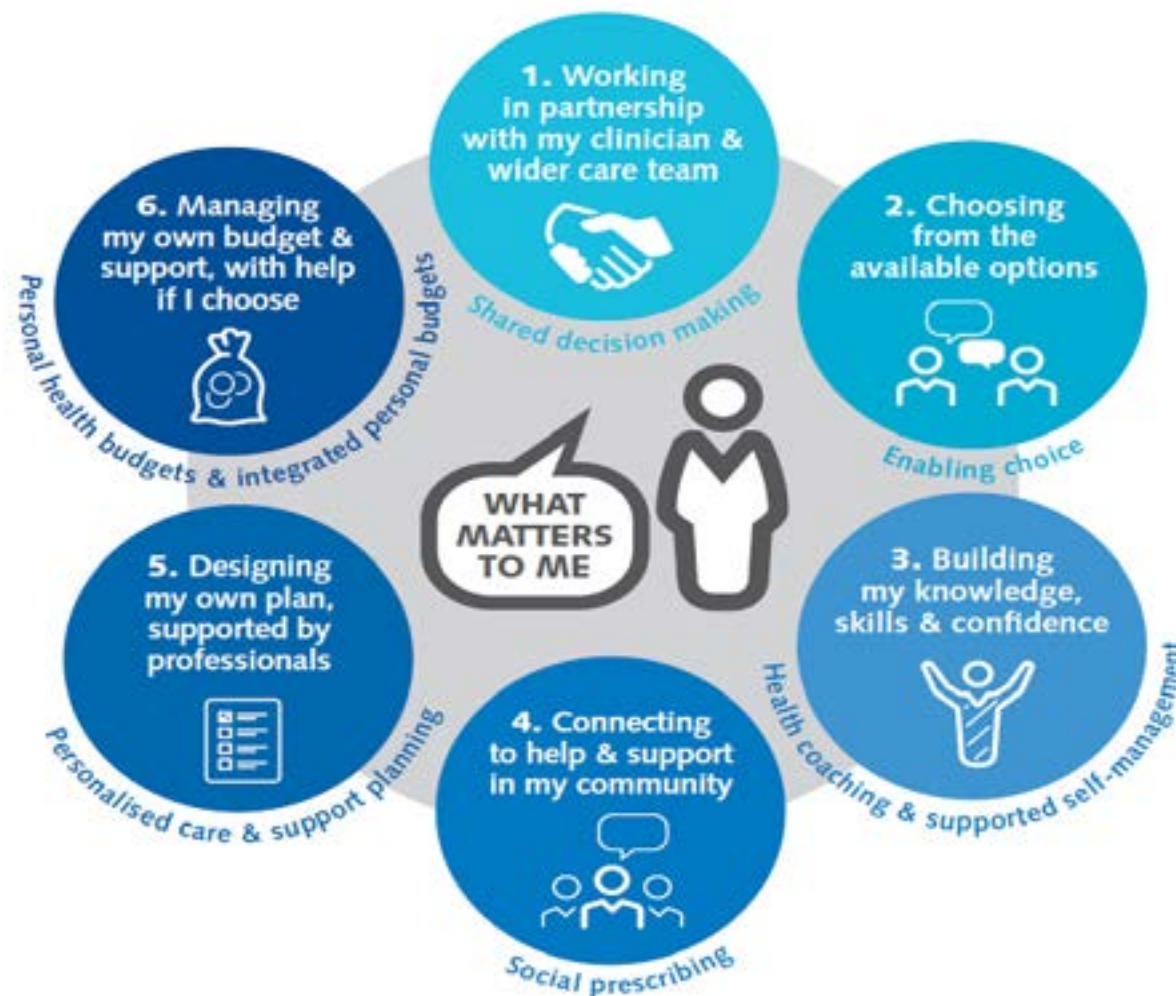 1. Working
in partnership
with my clinician &
wider care team
Shared decision making
2. Choosing
from the
available options
Enabling choice
3. Building
my knowledge,
skills & confidence
Health coaching & supported self-management
4. Connecting
to help & support
in my community
Social prescribing
5. Designing
my own plan,
supported by
professionals
Personalised care & support planning
6. Managing
my own budget &
support, with help
if I choose
Personal health budgets & integrated personal budgets
WHAT
MATTERS
TO ME